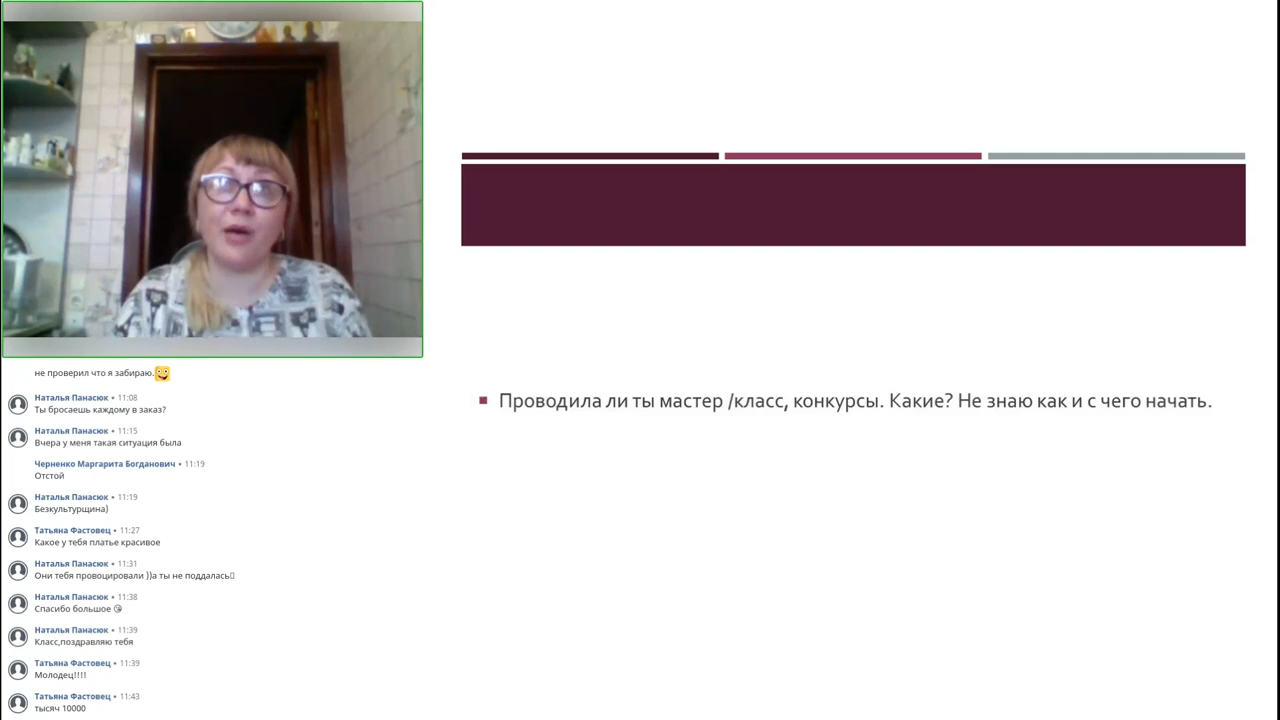 не проверил что я забираю.
Наталья Панасюк • 11:08
Ты бросаешь каждому в заказ?
Наталья Панасюк • 11:15
Вчера у меня такая ситуация была
Черненко Маргарита Богданович • 11:19
Отстой
Наталья Панасюк • 11:19
Безкультурщина)
Татьяна Фастовец • 11:27
Какое у тебя платье красивое
Наталья Панасюк • 11:31
Они тебя провоцировали ))а ты не поддалась
Наталья Панасюк • 11:38
Спасибо большое 😘
Наталья Панасюк • 11:39
Класс,поздравляю тебя
Татьяна Фастовец • 11:39
Молодец!!!!
Татьяна Фастовец • 11:43
тысяч 10000
Проводила ли ты мастер /класс, конкурсы. Какие? Не знаю как и с чего начать.